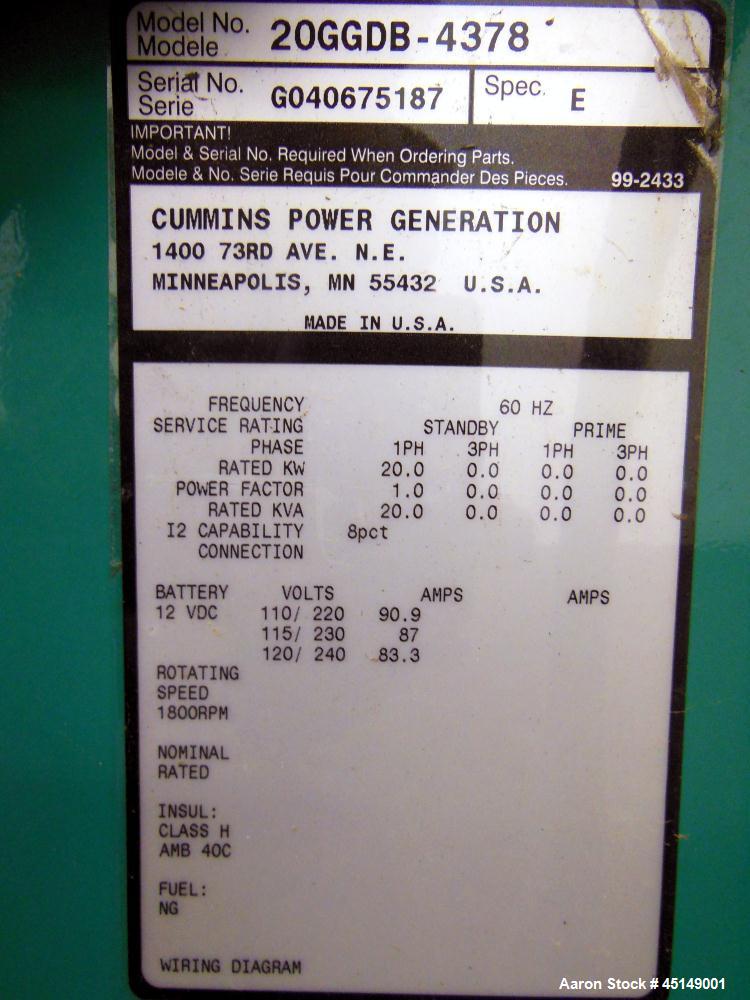 Model No. 20GGDB-4378
Modele
Serial No. G040675187 Spec. E
Serie
IMPORTANT!
Model & Serial No. Required When Ordering Parts.
Modele & No. Serie Requis Pour Commander Des Pieces. 99-2433
CUMMINS POWER GENERATION
1400 73RD AVE. N.E.
MINNEAPOLIS, MN 55432 U.S.A.
MADE IN U.S.A.
FREQUENCY 60 HZ
SERVICE RATING STANDBY PRIME
PHASE 1PH 3PH 1PH 3PH
RATED KW 20.0 0.0 0.0 0.0
POWER FACTOR 1.0 0.0 0.0 0.0
RATED KVA 20.0 0.0 0.0 0.0
I2 CAPABILITY 8pct
CONNECTION
BATTERY VOLTS AMPS AMPS
12 VDC 110/ 220 90.9
115/ 230 87
120/ 240 83.3
ROTATING
SPEED
1800RPM
NOMINAL
RATED
INSUL:
CLASS H
AMB 40C
FUEL:
NG
WIRING DIAGRAM
Aaron Stock # 45149001